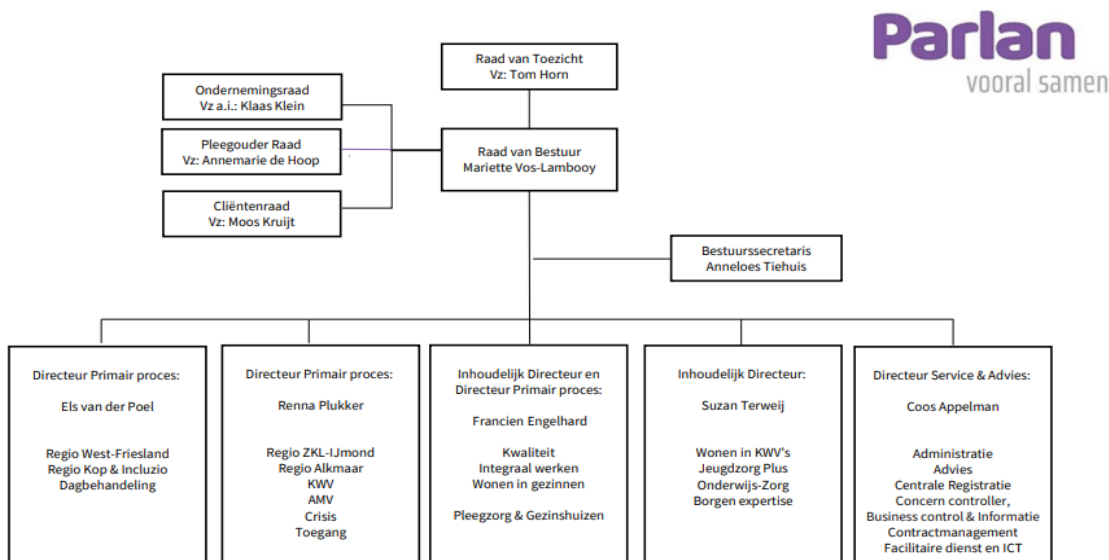 Parlan
vooral samen
Raad van Toezicht
Vz: Tom Horn
Ondernemingsraad
Vz a.i.: Klaas Klein
Pleegouder Raad
Vz: Annemarie de Hoop
Raad van Bestuur
Mariette Vos-Lambooy
Cliëntenraad
Vz: Moos Kruijt
Bestuurssecretaris
Anneloes Tiehuis
Directeur Primair proces:
Els van der Poel
Regio West-Friesland
Regio Kop & Incluzio
Dagbehandeling
Directeur Primair proces:
Renna Plukker
Regio ZKL-IJmond
Regio Alkmaar
KWV
AMV
Crisis
Toegang
Inhoudelijk Directeur en
Directeur Primair proces:
Francien Engelhard
Kwaliteit
Integraal werken
Wonen in gezinnen
Pleegzorg & Gezinshuizen
Inhoudelijk Directeur:
Suzan Terweij
Wonen in KWV's
Jeugdzorg Plus
Onderwijs-Zorg
Borgen expertise
Directeur Service & Advies:
Coos Appelman
Administratie
Advies
Centrale Registratie
Concern controller,
Business control & Informatie
Contractmanagement
Facilitaire dienst en ICT